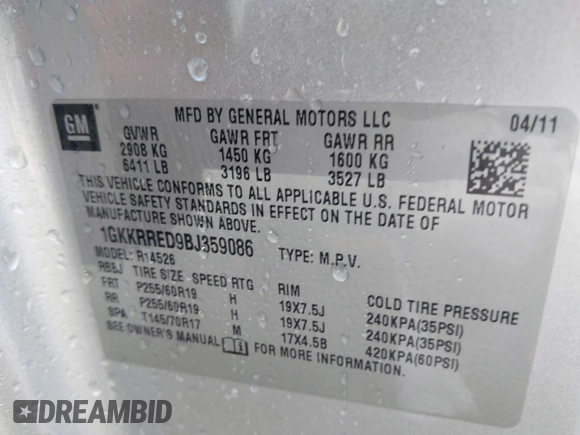 MFD BY GENERAL MOTORS LLC 04/11
GM
GVWR GAWR FRT GAWR RR
2908 KG 1450 KG 1600 KG
6411 LB 3196 LB 3527 LB
THIS VEHICLE CONFORMS TO ALL APPLICABLE U.S. FEDERAL MOTOR
VEHICLE SAFETY STANDARDS IN EFFECT ON THE DATE OF
MANUFACTURE SHOWN ABOVE.
1GKKRRED9BJ359086 TYPE: M.P.V.
MODEL: R14526
RBBJ TIRE SIZE SPEED RTG RIM COLD TIRE PRESSURE
FRT P255/60R19 H 19X7.5J 240KPA(35PSI)
RR P255/60R19 H 19X7.5J 240KPA(35PSI)
SPA T145/70R17 M 17X4.5B 420KPA(60PSI)
SEE OWNER'S MANUAL FOR MORE INFORMATION.
DREAMBID